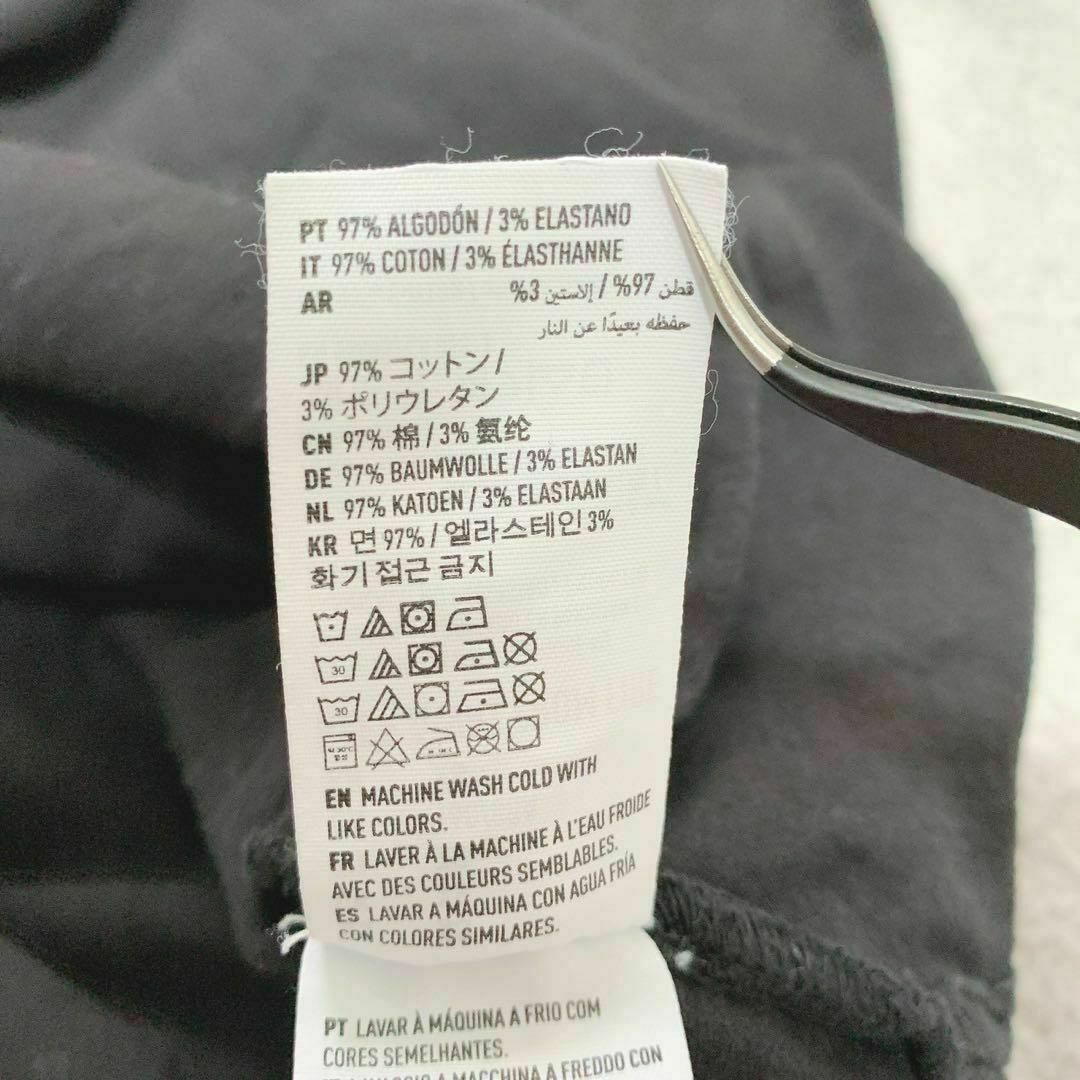 PT 97% ALGODÓN / 3% ELASTANO
IT 97% COTON / 3% ÉLASTHANNE
AR قطن 97% / إلاستين 3%
حفظه بعيدًا عن النار
JP 97% コットン /
3% ポリウレタン
CN 97% 棉 / 3% 氨纶
DE 97% BAUMWOLLE / 3% ELASTAN
NL 97% KATOEN / 3% ELASTAAN
KR 면 97% / 엘라스테인 3%
화기 접근 금지
30
30
EN MACHINE WASH COLD WITH
LIKE COLORS.
FR LAVER À LA MACHINE À L'EAU FROIDE
AVEC DES COULEURS SEMBLABLES.
ES LAVAR A MÁQUINA CON AGUA FRÍA
CON COLORES SIMILARES.
PT LAVAR À MÁQUINA A FRIO COM
CORES SEMELHANTES.
A MACCHINA A FREDDO CON